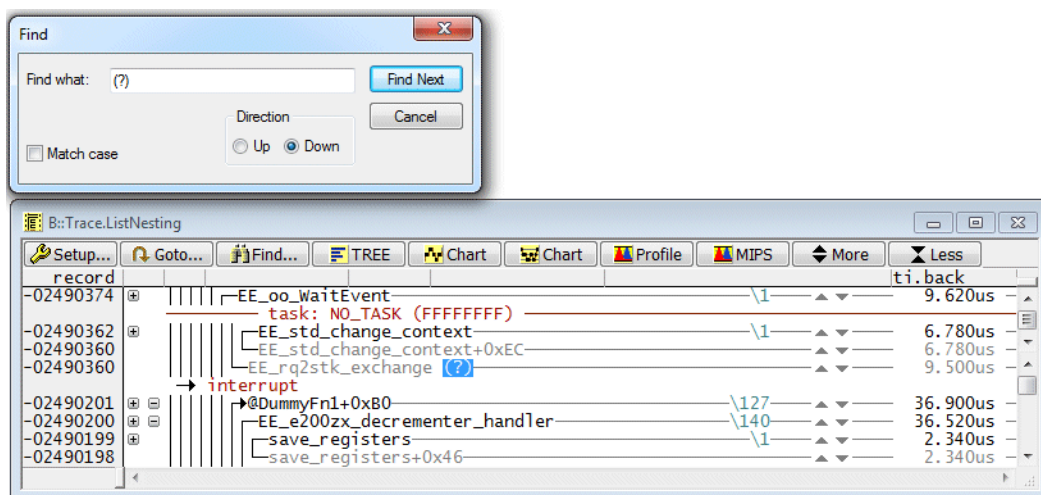 Find
Find what: (?)
Find Next
Direction
Cancel
Up Down
Match case
B::Trace.ListNesting
Setup... Goto... Find... TREE Chart Chart Profile MIPS More Less
record ti.back
-02490374 EE_oo_WaitEvent \1 9.620us
task: NO_TASK (FFFFFFFF)
-02490362 EE_std_change_context \1 6.780us
-02490360 EE_std_change_context+0xEC 6.780us
-02490360 EE_rq2stk_exchange (?) 9.500us
interrupt
-02490201 @DummyFn1+0xB0 \127 36.900us
-02490200 EE_e200zx_decrementer_handler \140 36.520us
-02490199 save_registers \1 2.340us
-02490198 save_registers+0x46 2.340us